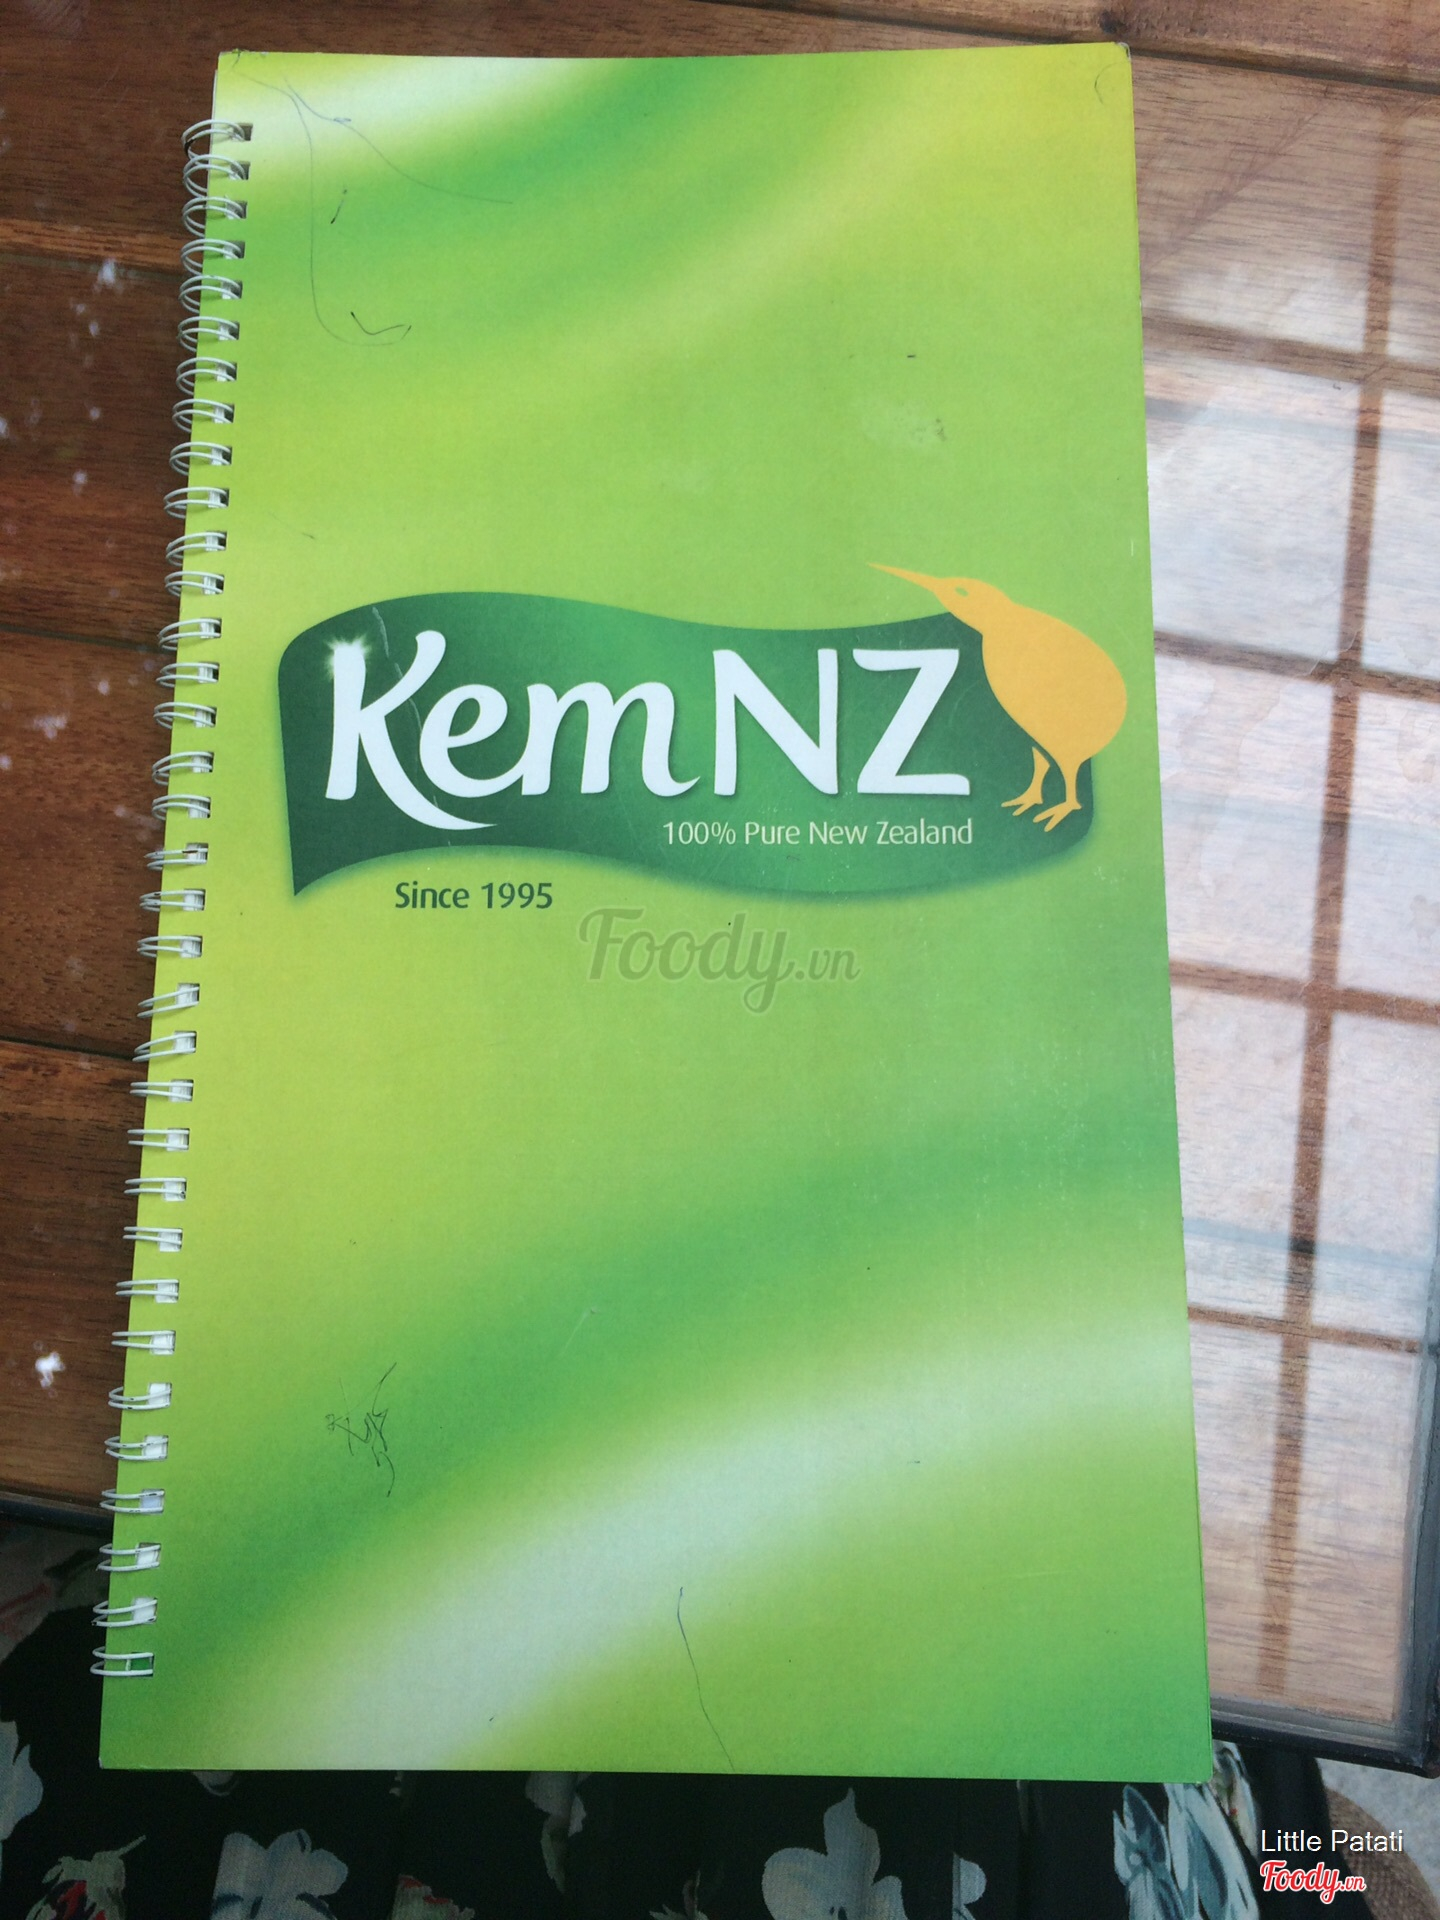 Kem NZ
100% Pure New Zealand
Since 1995
Foody.vn
Little Patati
Foody.vn